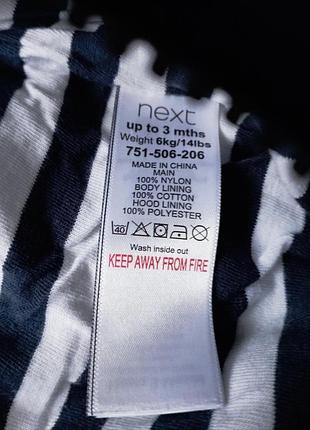 next
up to 3 mths
Weight 6kg/14lbs
751-506-206
MADE IN CHINA
MAIN
100% NYLON
BODY LINING
100% COTTON
HOOD LINING
100% POLYESTER
40
Wash inside out
KEEP AWAY FROM FIRE